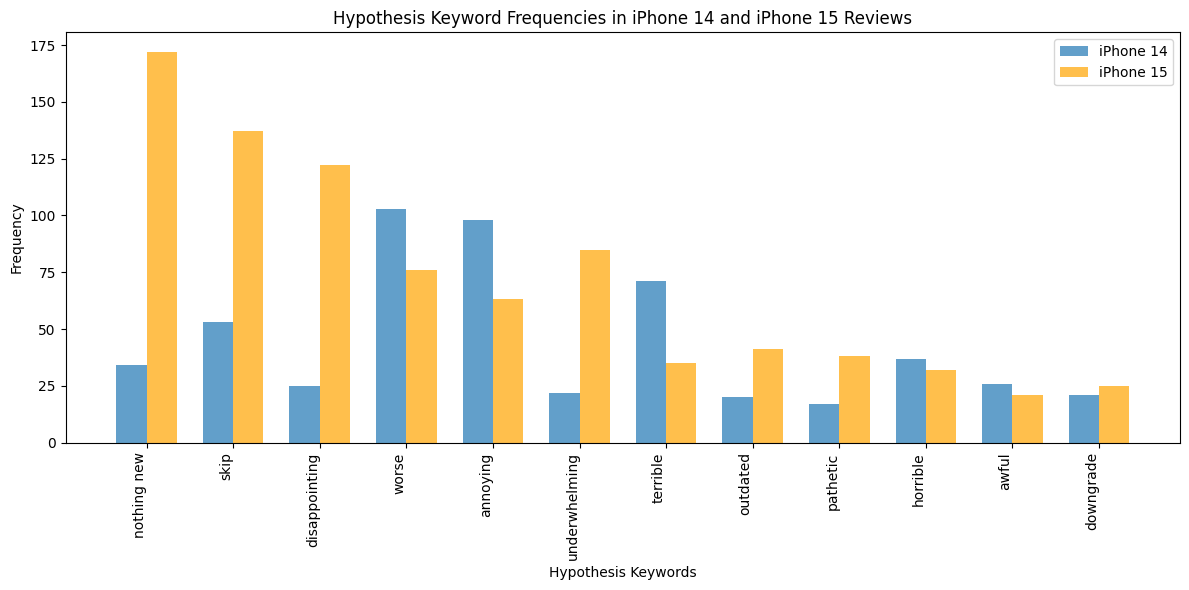 Hypothesis Keyword Frequencies in iPhone 14 and iPhone 15 Reviews
iPhone 14
iPhone 15
Frequency
175
150
125
100
75
50
25
0
nothing new
skip
disappointing
worse
annoying
underwhelming
terrible
outdated
pathetic
horrible
awful
downgrade
Hypothesis Keywords